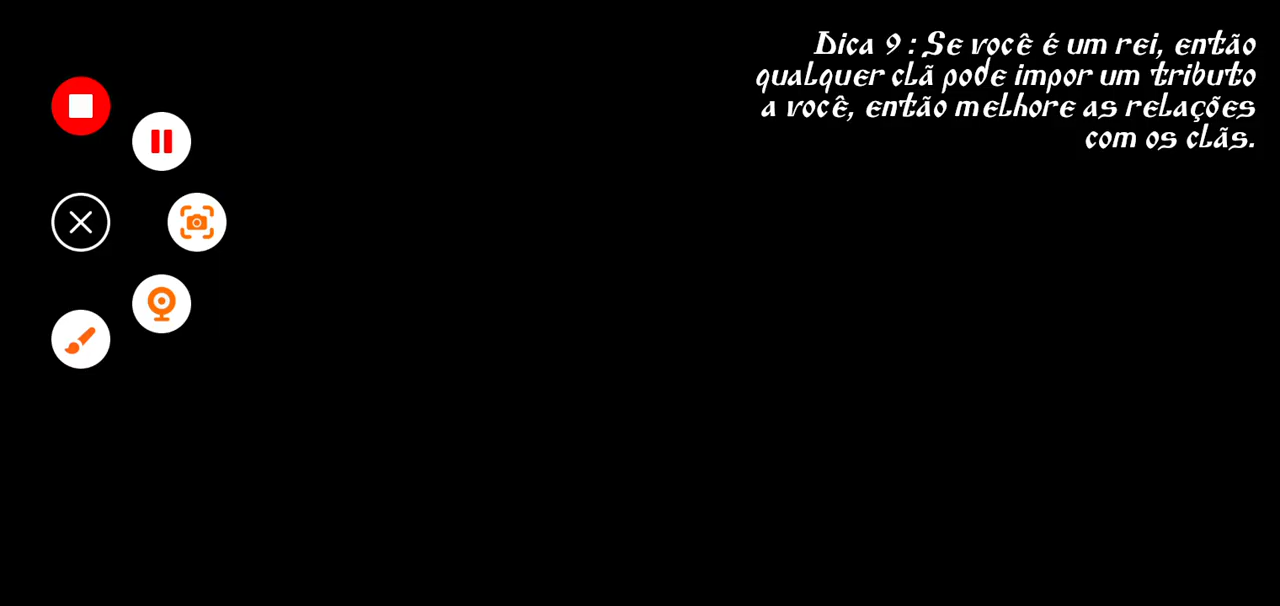 Dica 9 : Se você é um rei, então
qualquer clã pode impor um tributo
a você, então melhore as relações
com os clãs.